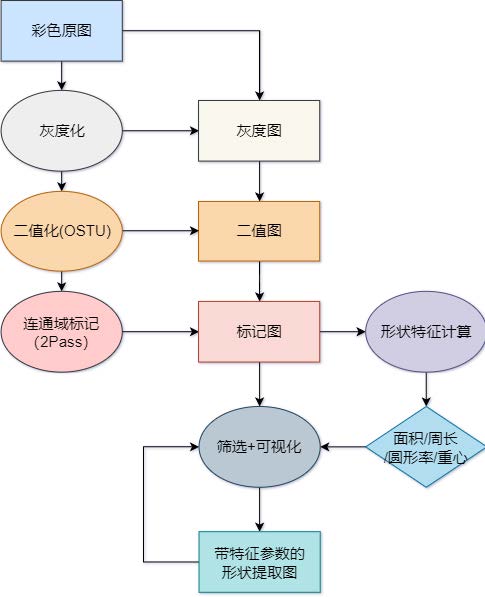 彩色原图
灰度化
灰度图
二值化(OSTU)
二值图
连通域标记
（2Pass）
标记图
形状特征计算
筛选+可视化
面积/周长
/圆形率/重心
带特征参数的
形状提取图